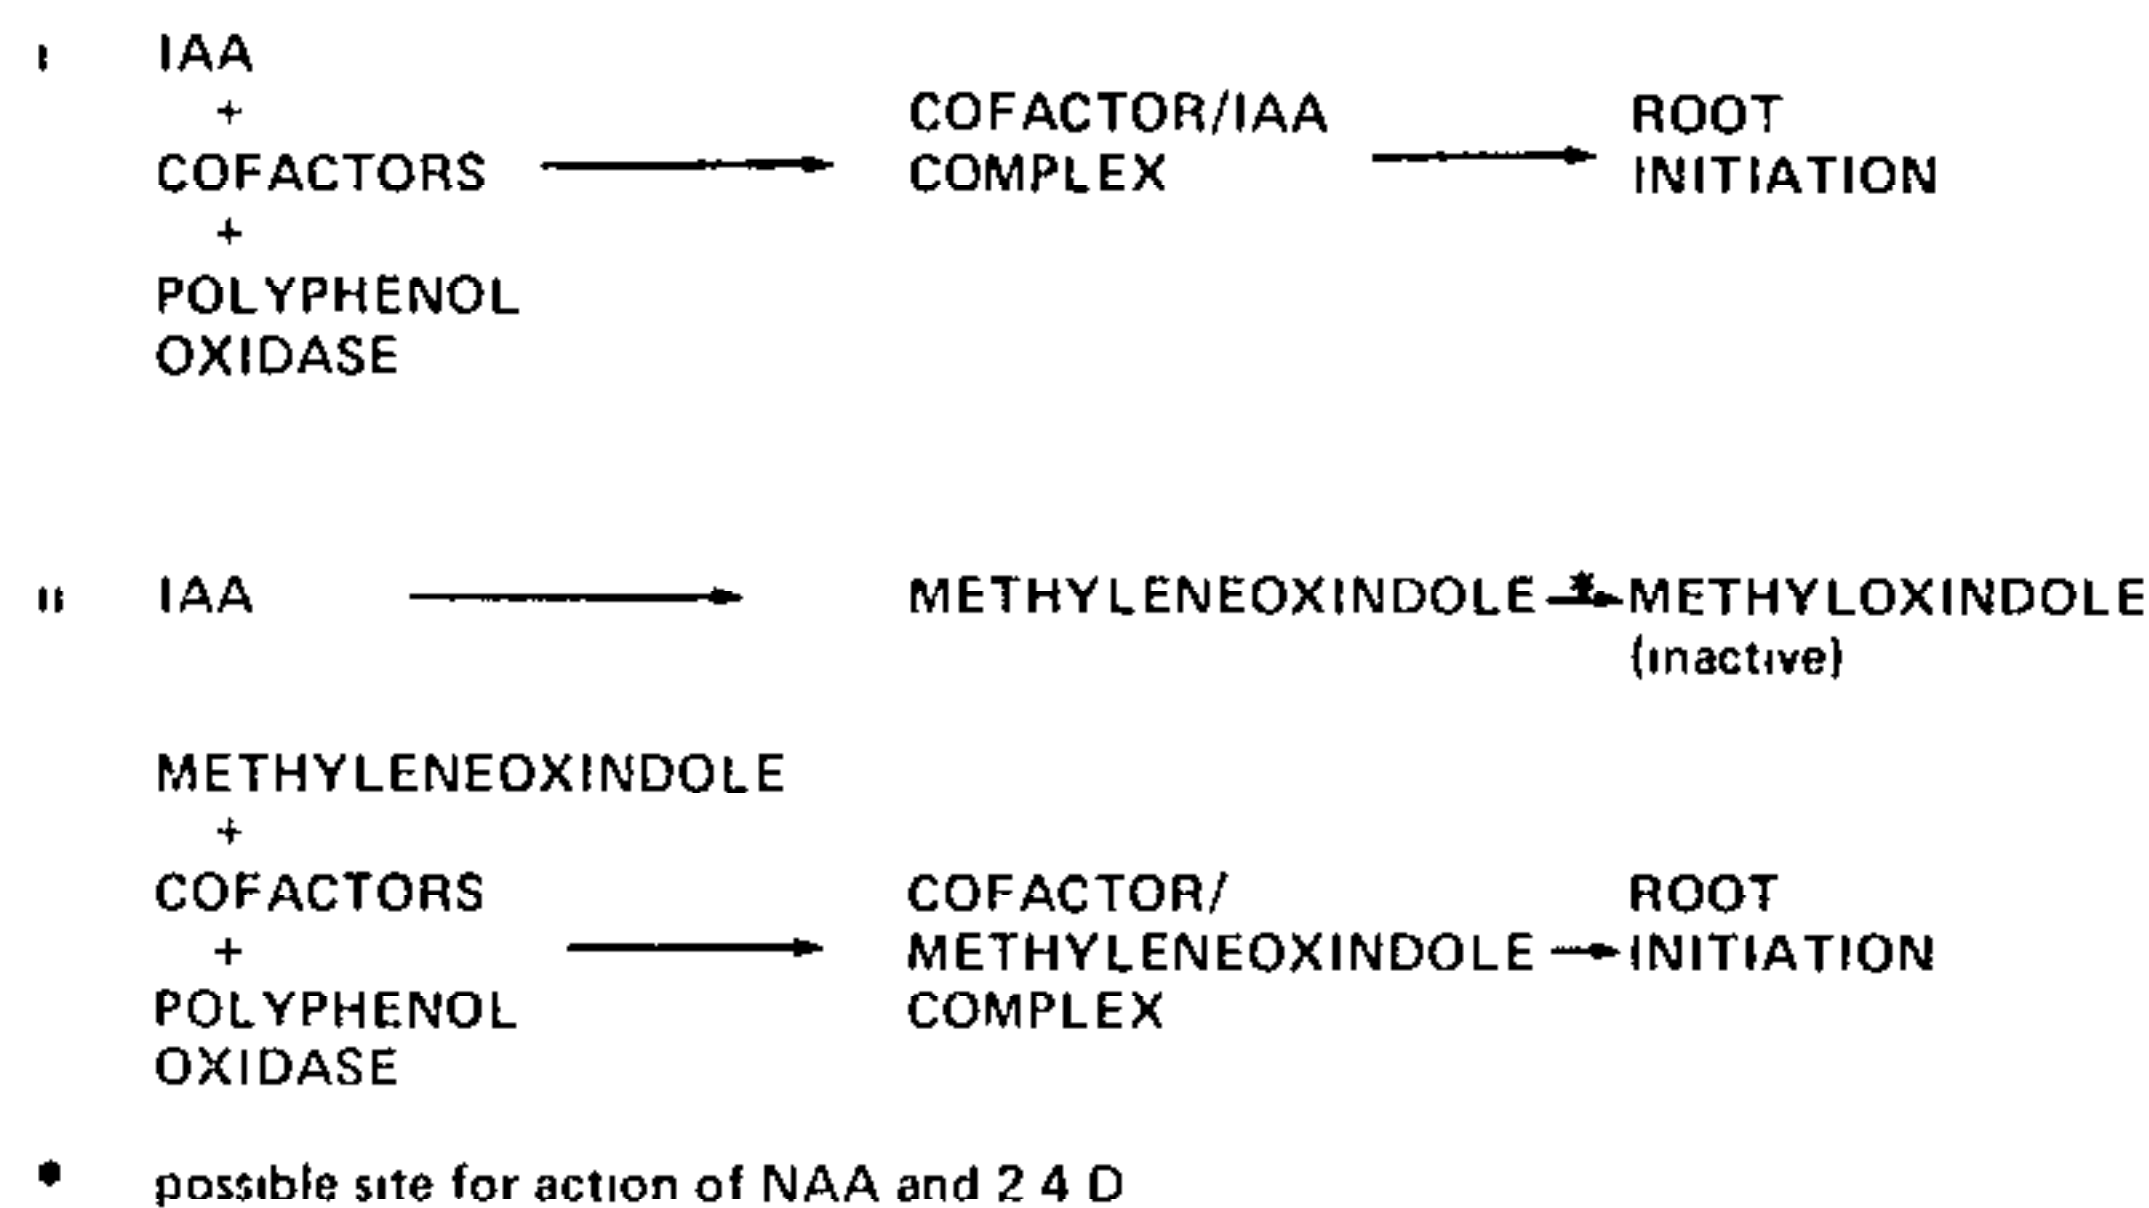 ı IAA
+
COFACTORS → COFACTOR/IAA COMPLEX → ROOT INITIATION
+
POLYPHENOL
OXIDASE
ıı IAA → METHYLENEOXINDOLE *→ METHYLOXINDOLE
(inactive)
METHYLENEOXINDOLE
+
COFACTORS
+
POLYPHENOL
OXIDASE
→
COFACTOR/
METHYLENEOXINDOLE
COMPLEX
→
ROOT
INITIATION
* possible site for action of NAA and 2 4 D